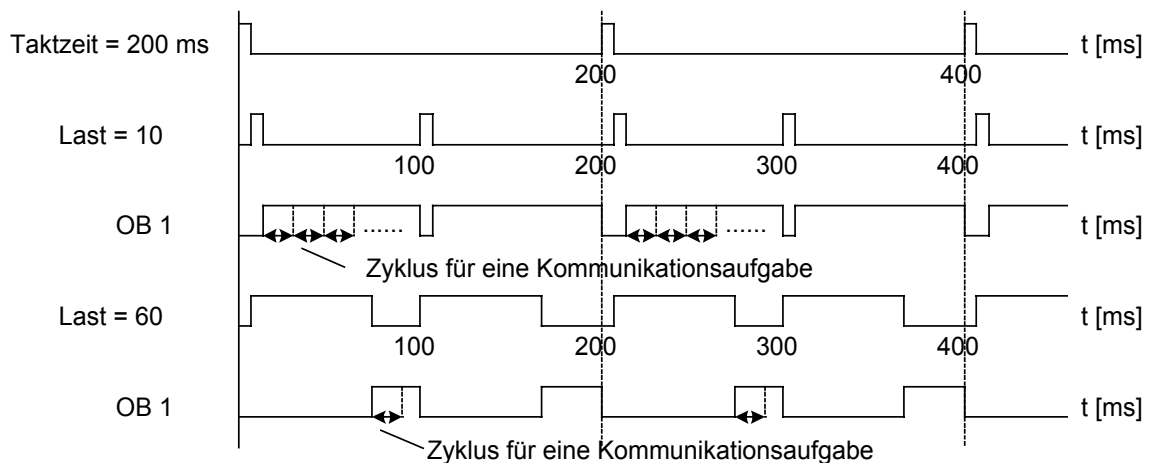 Taktzeit = 200 ms t [ms]
200 400
Last = 10 t [ms]
100 200 300 400
OB 1 ...... ...... t [ms]
Zyklus für eine Kommunikationsaufgabe
Last = 60 t [ms]
100 200 300 400
OB 1 t [ms]
Zyklus für eine Kommunikationsaufgabe